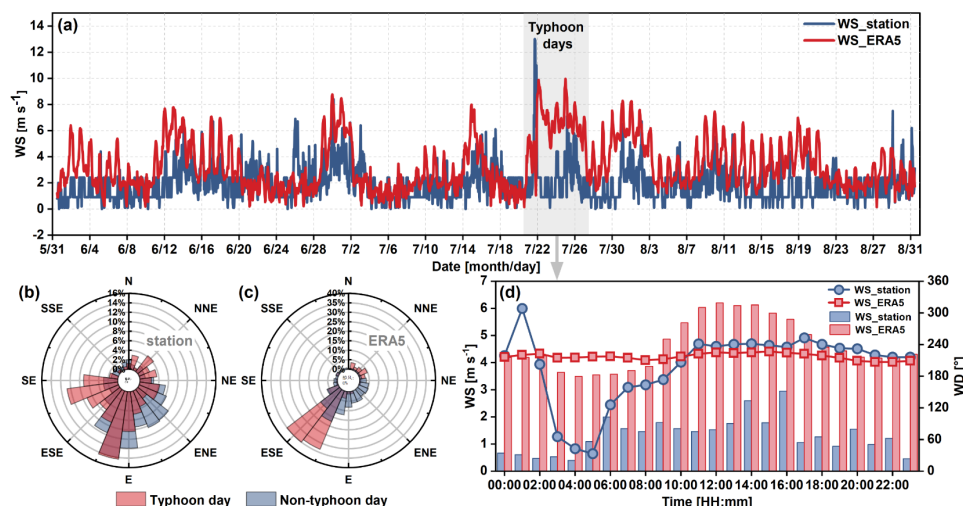 (a)
Typhoon
days
WS_station
WS_ERA5
WS [m s⁻¹]
14
12
10
8
6
4
2
0
-2
5/31 6/4 6/8 6/12 6/16 6/20 6/24 6/28 7/2 7/6 7/10 7/14 7/18 7/22 7/26 7/30 8/3 8/7 8/11 8/15 8/19 8/23 8/27 8/31
Date [month/day]
(b)
N
NNE
NE
ENE
E
ESE
SE
SSE
16%
14%
12%
10%
8%
6%
4%
2%
0%
station
(c)
N
NNE
NE
ENE
E
ESE
SE
SSE
40%
35%
30%
25%
20%
15%
10%
5%
0%
ERA5
Typhoon day
Non-typhoon day
(d)
WS_station
WS_ERA5
WS_station
WS_ERA5
WS [m s⁻¹]
7
6
5
4
3
2
1
0
WD [°]
360
300
240
180
120
60
0
00:00 02:00 04:00 06:00 08:00 10:00 12:00 14:00 16:00 18:00 20:00 22:00
Time [HH:mm]